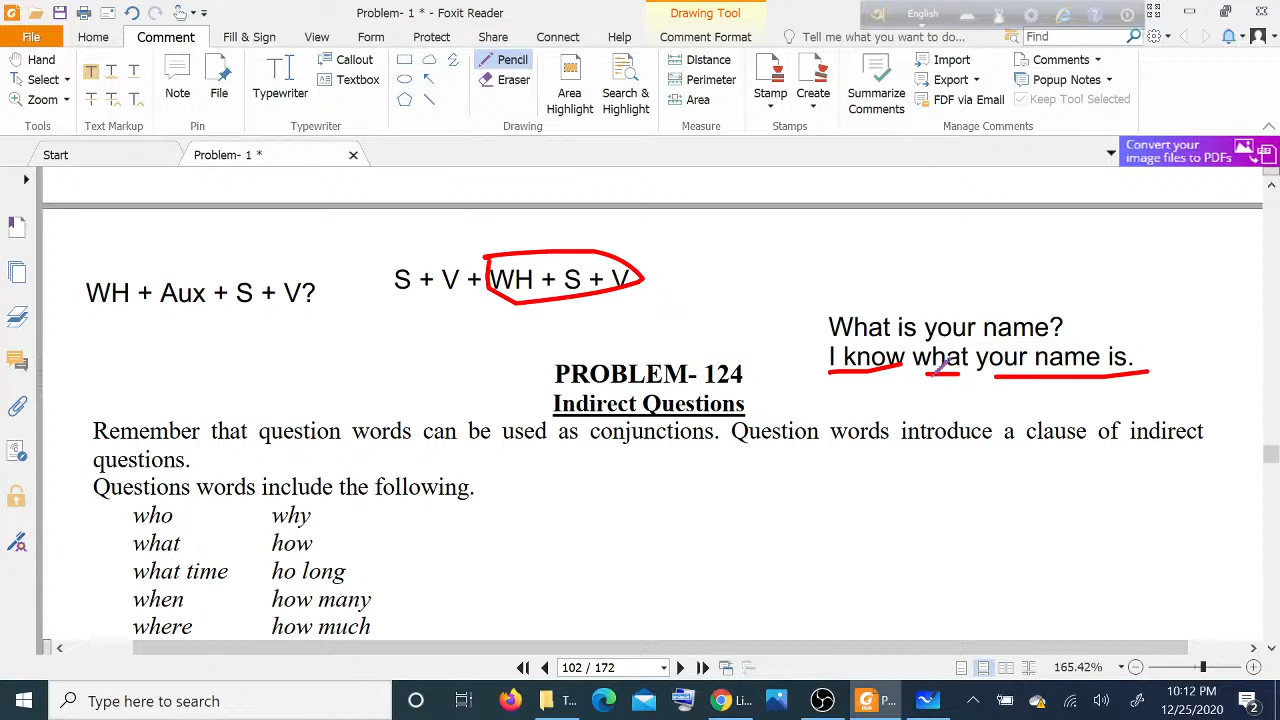 Problem- 1 * - Foxit Reader
Drawing Tool
English
File
Home
Comment
Fill & Sign
View
Form
Protect
Share
Connect
Help
Comment Format
Tell me what you want to do...
Find
Hand
Select
Zoom
Tools
Text Markup
Note
File
Pin
Typewriter
Callout
Textbox
Typewriter
Pencil
Eraser
Drawing
Area Highlight
Search & Highlight
Distance
Perimeter
Area
Measure
Stamp
Create
Stamps
Summarize Comments
Import
Export
FDF via Email
Comments
Popup Notes
Keep Tool Selected
Manage Comments
Start
Problem- 1 *
Convert your
image files to PDFs
WH + Aux + S + V?
S + V + WH + S + V
What is your name?
I know what your name is.
PROBLEM- 124
Indirect Questions
Remember that question words can be used as conjunctions. Question words introduce a clause of indirect
questions.
Questions words include the following.
who why
what how
what time ho long
when how many
where how much
102 / 172
165.42%
Type here to search
T...
Li...
P...
10:12 PM
12/25/2020
2